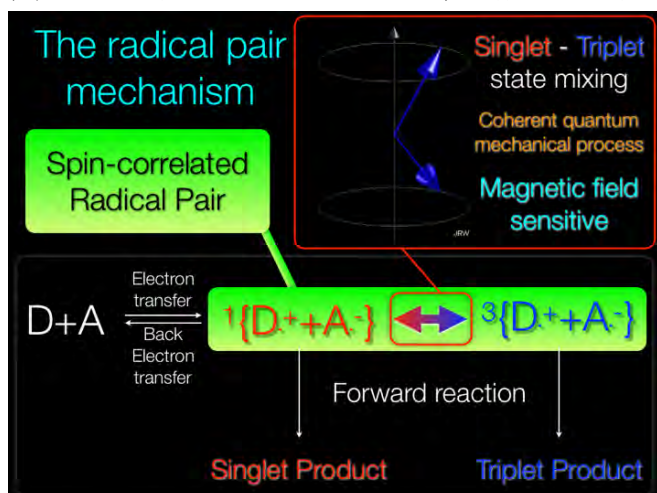 The radical pair
mechanism
Singlet - Triplet
state mixing
Coherent quantum
mechanical process
Magnetic field
sensitive
JRW
Spin-correlated
Radical Pair
D+A
Electron
transfer
Back
Electron
transfer
¹{D.⁺+A.⁻}
³{D.⁺+A.⁻}
Forward reaction
Singlet Product
Triplet Product